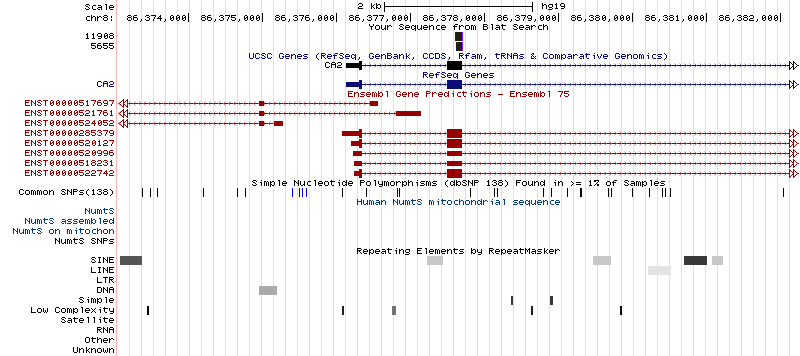 Scale 2 kb hg19
chr8: 86,374,000 86,375,000 86,376,000 86,377,000 86,378,000 86,379,000 86,380,000 86,381,000 86,382,000
Your Sequence from Blat Search
11908
5655
UCSC Genes (RefSeq, GenBank, CCDS, Rfam, tRNAs & Comparative Genomics)
CA2
RefSeq Genes
CA2
Ensembl Gene Predictions - Ensembl 75
ENST00000517697
ENST00000521761
ENST00000524052
ENST00000285379
ENST00000520127
ENST00000520996
ENST00000518231
ENST00000522742
Simple Nucleotide Polymorphisms (dbSNP 138) Found in >= 1% of Samples
Common SNPs(138)
Human NumtS mitochondrial sequence
NumtS
NumtS assembled
NumtS on mitochon
NumtS SNPs
Repeating Elements by RepeatMasker
SINE
LINE
LTR
DNA
Simple
Low Complexity
Satellite
RNA
Other
Unknown